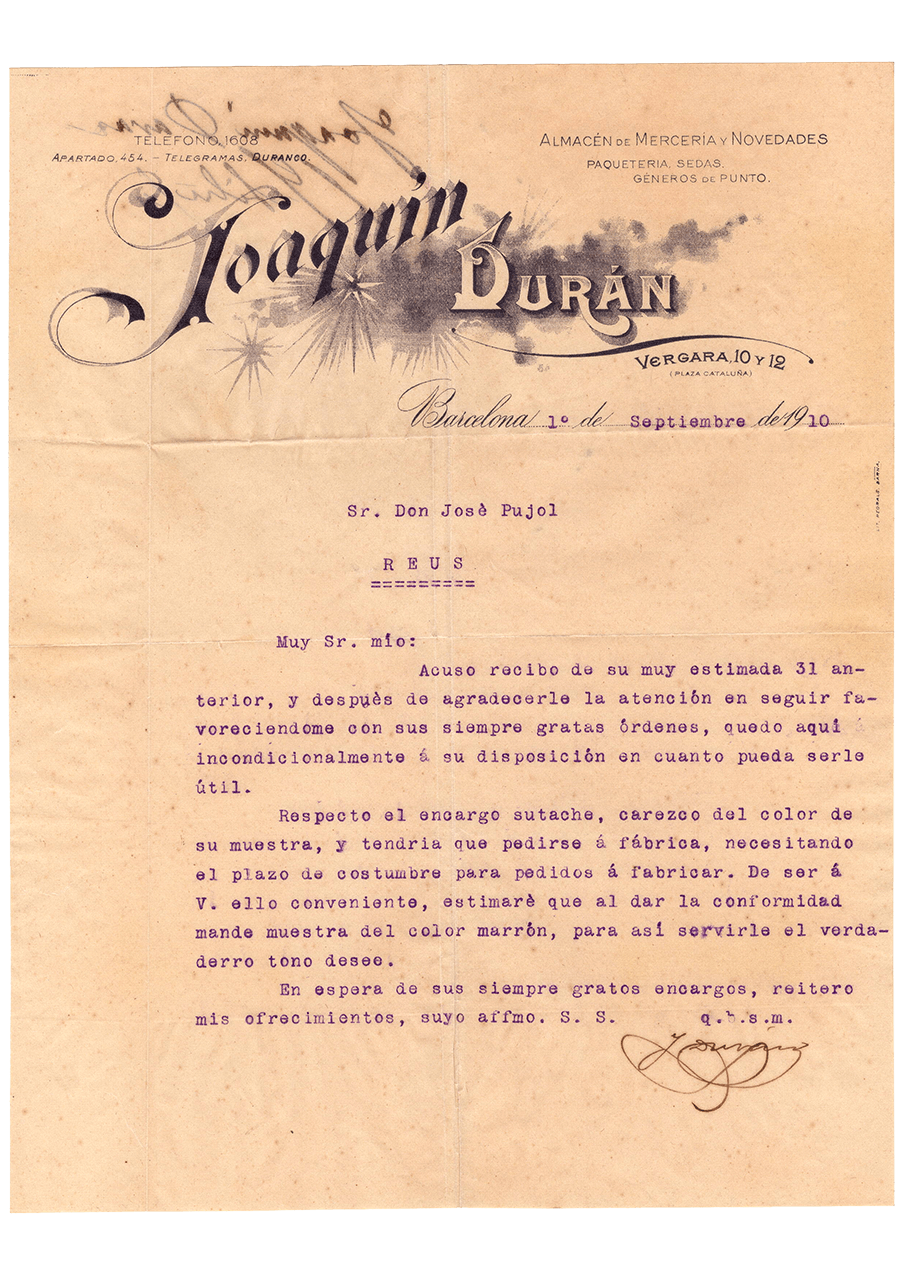 TELÉFONO, 1608
APARTADO, 454. – TELEGRAMAS, DURANCO.
ALMACÉN DE MERCERÍA Y NOVEDADES
PAQUETERIA, SEDAS,
GÉNEROS DE PUNTO.
Joaquín
DURÁN
VERGARA, 10 Y 12
(PLAZA CATALUÑA)
Barcelona 1º de Septiembre de 1910
Sr. Don Josè Pujol
R E U S
=========
Muy Sr. mío:
Acuso recibo de su muy estimada 31 an-
terior, y despuès de agradecerle la atención en seguir fa-
voreciendome con sus siempre gratas órdenes, quedo aquí á
incondicionalmente á su disposición en cuanto pueda serle
útil.
Respecto el encargo sutache, carezco del color de
su muestra, y tendria que pedirse á fábrica, necesitando
el plazo de costumbre para pedidos á fabricar. De ser á
V. ello conveniente, estimarè que al dar la conformidad
mande muestra del color marrón, para así servirle el verda-
derro tono desee.
En espera de sus siempre gratos encargos, reitero
mis ofrecimientos, suyo affmo. S. S. q.b.s.m.
J Durán